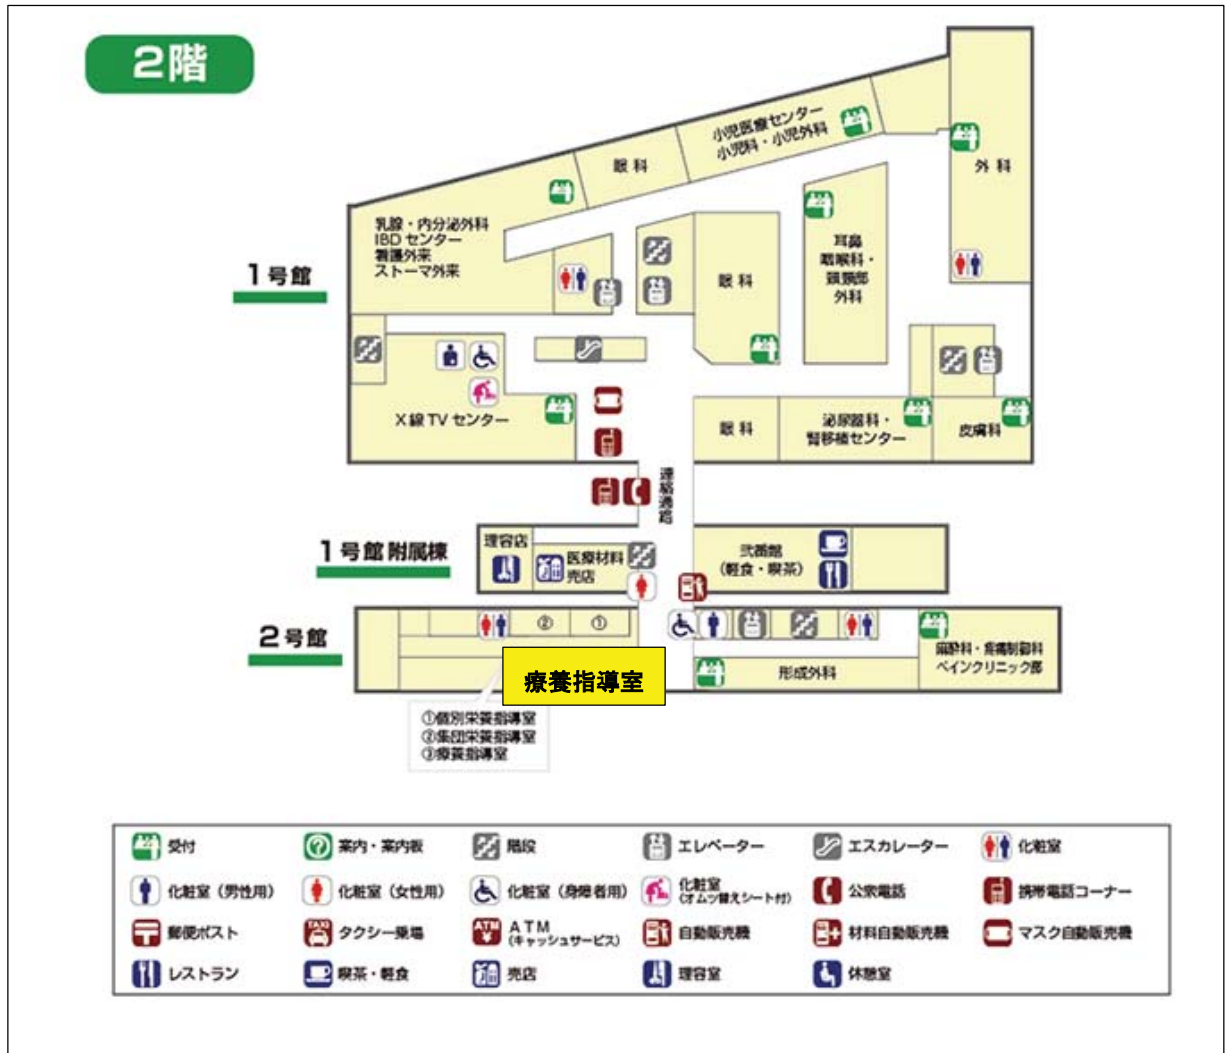 2階
小児医療センター
小児科・小児外科
眼科
外科
乳腺・内分泌外科
IBDセンター
看護外来
ストーマ外来
耳鼻
咽喉科・
頭頸部
外科
眼科
1号館
X線TVセンター
眼科
泌尿器科・
腎移植センター
皮膚科
連絡通路
1号館附属棟
理容店
医療材料
売店
弐番館
(軽食・喫茶)
2号館
②
①
麻酔科・疼痛制御科
ペインクリニック部
療養指導室
形成外科
①個別栄養指導室
②集団栄養指導室
③療養指導室
受付
案内・案内板
階段
エレベーター
エスカレーター
化粧室
化粧室(男性用)
化粧室(女性用)
化粧室(身障者用)
化粧室
(オムツ替えシート付)
公衆電話
携帯電話コーナー
郵便ポスト
TAXI
タクシー乗場
ATM
¥
ATM
(キャッシュサービス)
自動販売機
材料自動販売機
マスク自動販売機
レストラン
喫茶・軽食
売店
理容室
休憩室